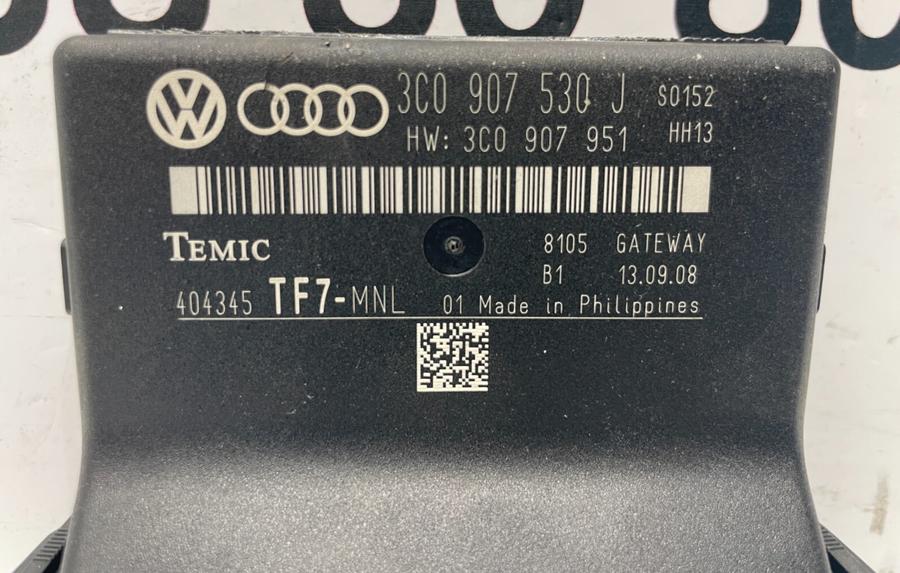 3C0 907 530 J S0152
HW: 3C0 907 951 HH13
TEMIC
8105 GATEWAY
B1 13.09.08
404345 TF7-MNL 01 Made in Philippines